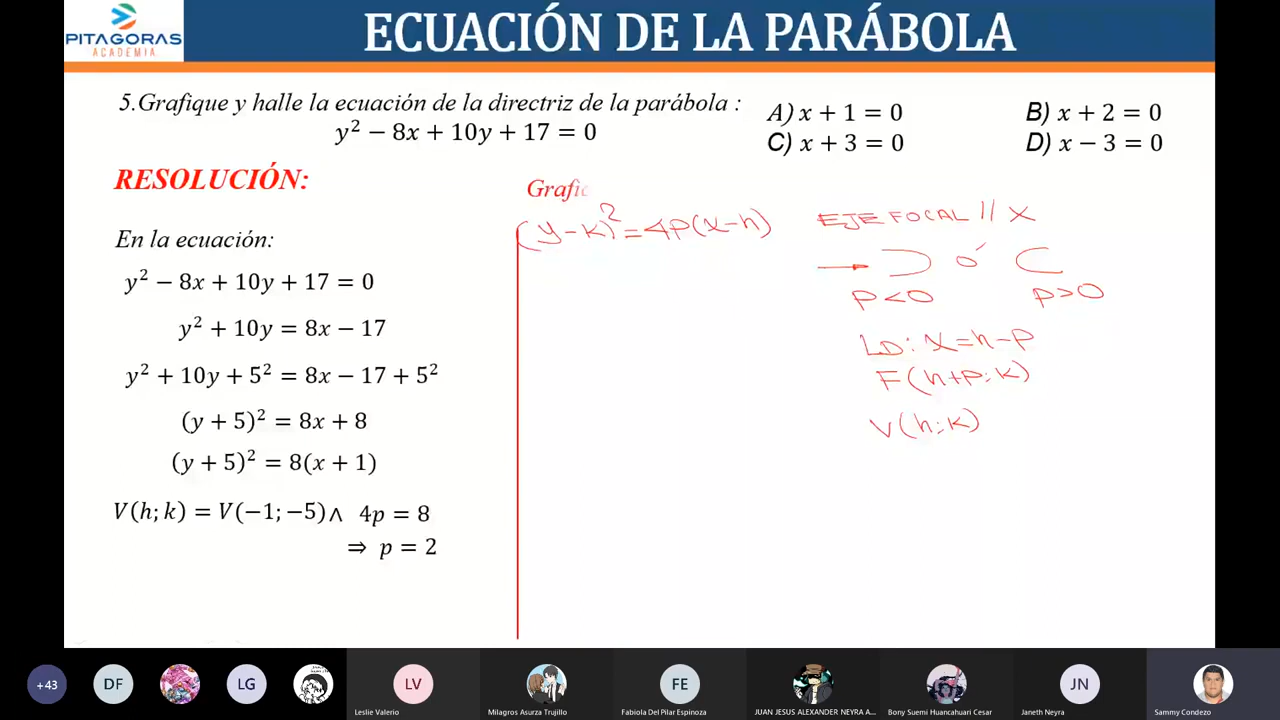 PITAGORAS
ACADEMIA
ECUACIÓN DE LA PARÁBOLA
5.Grafique y halle la ecuación de la directriz de la parábola :
y² − 8x + 10y + 17 = 0
A) x + 1 = 0
B) x + 2 = 0
C) x + 3 = 0
D) x − 3 = 0
RESOLUCIÓN:
En la ecuación:
y² − 8x + 10y + 17 = 0
y² + 10y = 8x − 17
y² + 10y + 5² = 8x − 17 + 5²
(y + 5)² = 8x + 8
(y + 5)² = 8(x + 1)
V(h; k) = V(−1; −5) ∧ 4p = 8
⇒ p = 2
Grafic
(y-k)² = 4p(x-h)
EJE FOCAL // X
ó
p<0
p>0
LD: x=h-p
F(h+p;k)
V(h;k)
+43
DF
LG
LV
FE
JN
Leslie Valerio
Milagros Asurza Trujillo
Fabiola Del Pilar Espinoza
JUAN JESUS ALEXANDER NEYRA A...
Bony Suemi Huancahuari Cesar
Janeth Neyra
Sammy Condezo